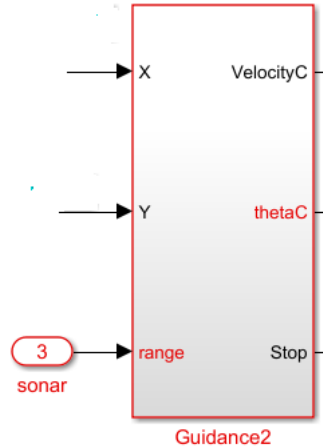 X
VelocityC
Y
thetaC
3
range
Stop
sonar
Guidance2